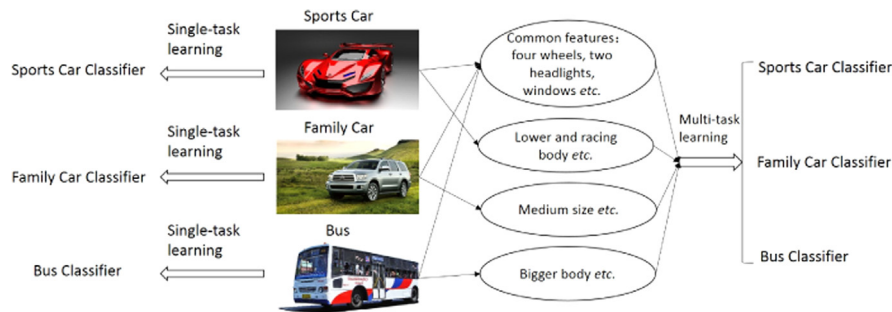 Sports Car
Single-task
learning
Sports Car Classifier
Family Car
Single-task
learning
Family Car Classifier
Bus
Single-task
learning
Bus Classifier
Common features:
four wheels, two
headlights,
windows etc.
Lower and racing
body etc.
Medium size etc.
Bigger body etc.
Multi-task
learning
Sports Car Classifier
Family Car Classifier
Bus Classifier